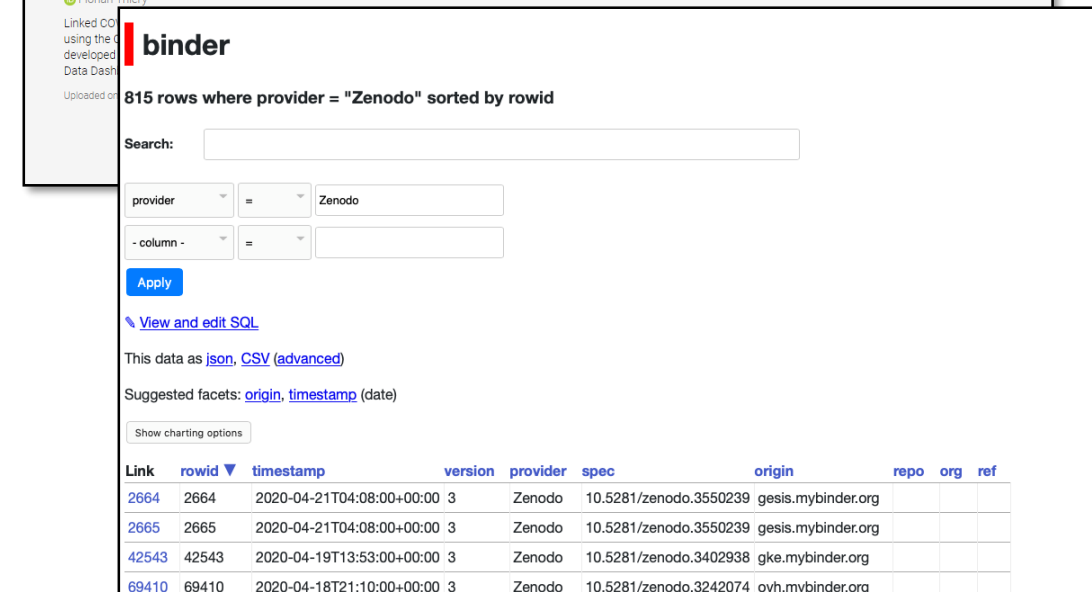 Florian Thiery
Linked CO
using the
developed
Data Dash
Uploaded on
binder
815 rows where provider = "Zenodo" sorted by rowid
Search:
provider = Zenodo
- column - =
Apply
✎ View and edit SQL
This data as json, CSV (advanced)
Suggested facets: origin, timestamp (date)
Show charting options
Link rowid ▼ timestamp version provider spec origin repo org ref
2664 2664 2020-04-21T04:08:00+00:00 3 Zenodo 10.5281/zenodo.3550239 gesis.mybinder.org
2665 2665 2020-04-21T04:08:00+00:00 3 Zenodo 10.5281/zenodo.3550239 gesis.mybinder.org
42543 42543 2020-04-19T13:53:00+00:00 3 Zenodo 10.5281/zenodo.3402938 gke.mybinder.org
69410 69410 2020-04-18T21:10:00+00:00 3 Zenodo 10.5281/zenodo.3242074 ovh.mybinder.org